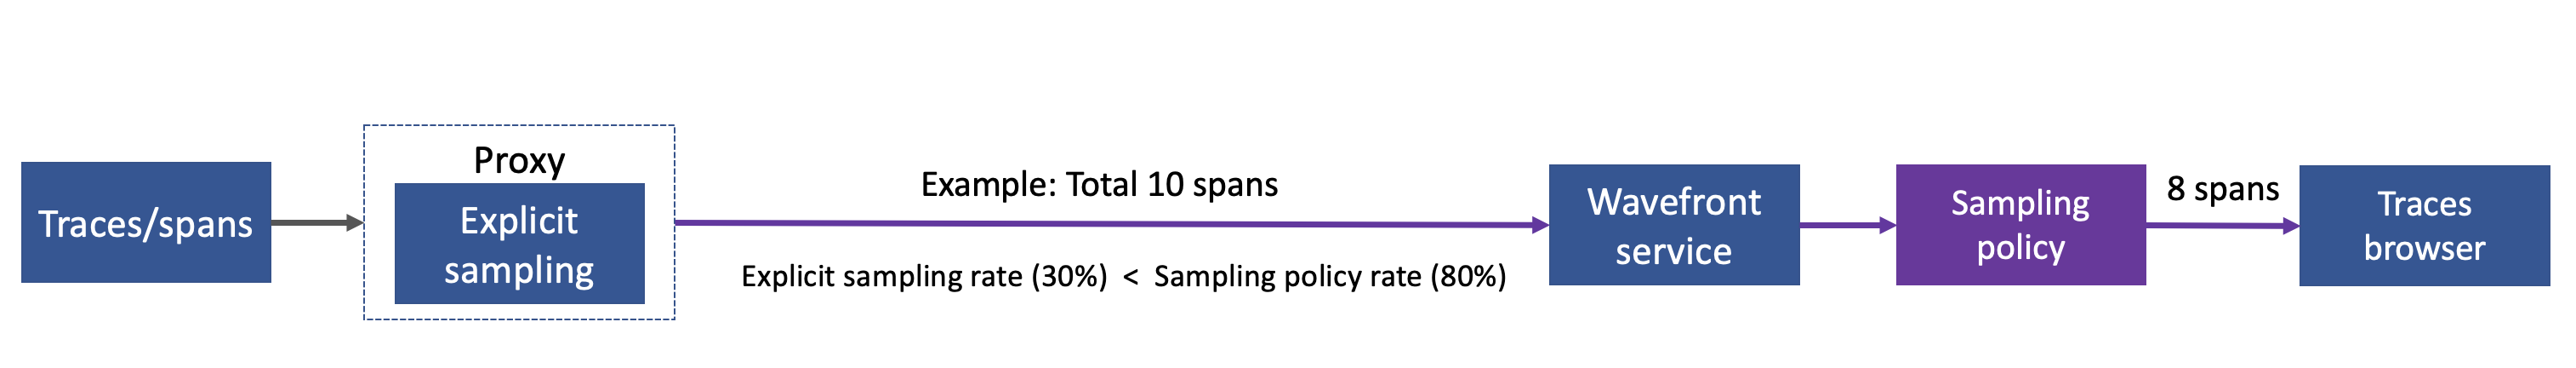 Traces/spans
Proxy
Explicit
sampling
Example: Total 10 spans
Explicit sampling rate (30%) < Sampling policy rate (80%)
Wavefront
service
Sampling
policy
8 spans
Traces
browser